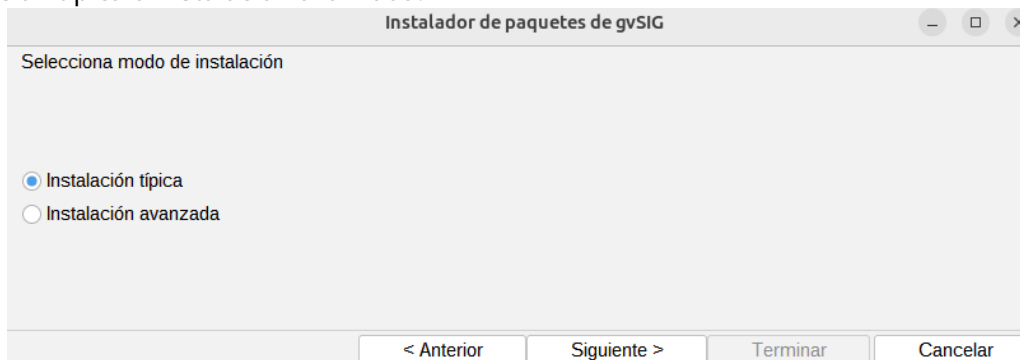 Instalador de paquetes de gvSIG
Selecciona modo de instalación
Instalación típica
Instalación avanzada
< Anterior Siguiente > Terminar Cancelar